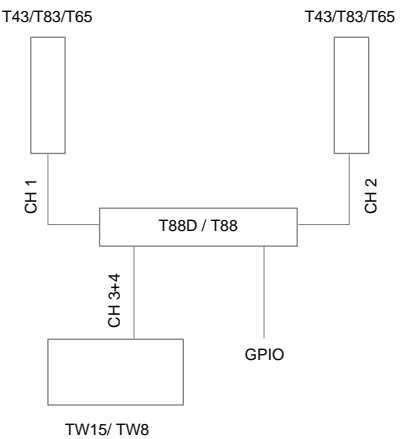 T43/T83/T65
T43/T83/T65
CH 1
CH 2
T88D / T88
CH 3+4
GPIO
TW15/ TW8